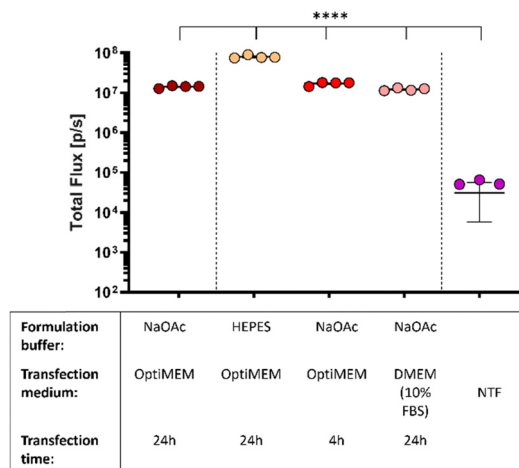 ****
Total Flux [p/s]
10⁸
10⁷
10⁶
10⁵
10⁴
10³
10²
Formulation buffer: NaOAc HEPES NaOAc NaOAc
Transfection medium: OptiMEM OptiMEM OptiMEM DMEM (10% FBS) NTF
Transfection time: 24h 24h 4h 24h